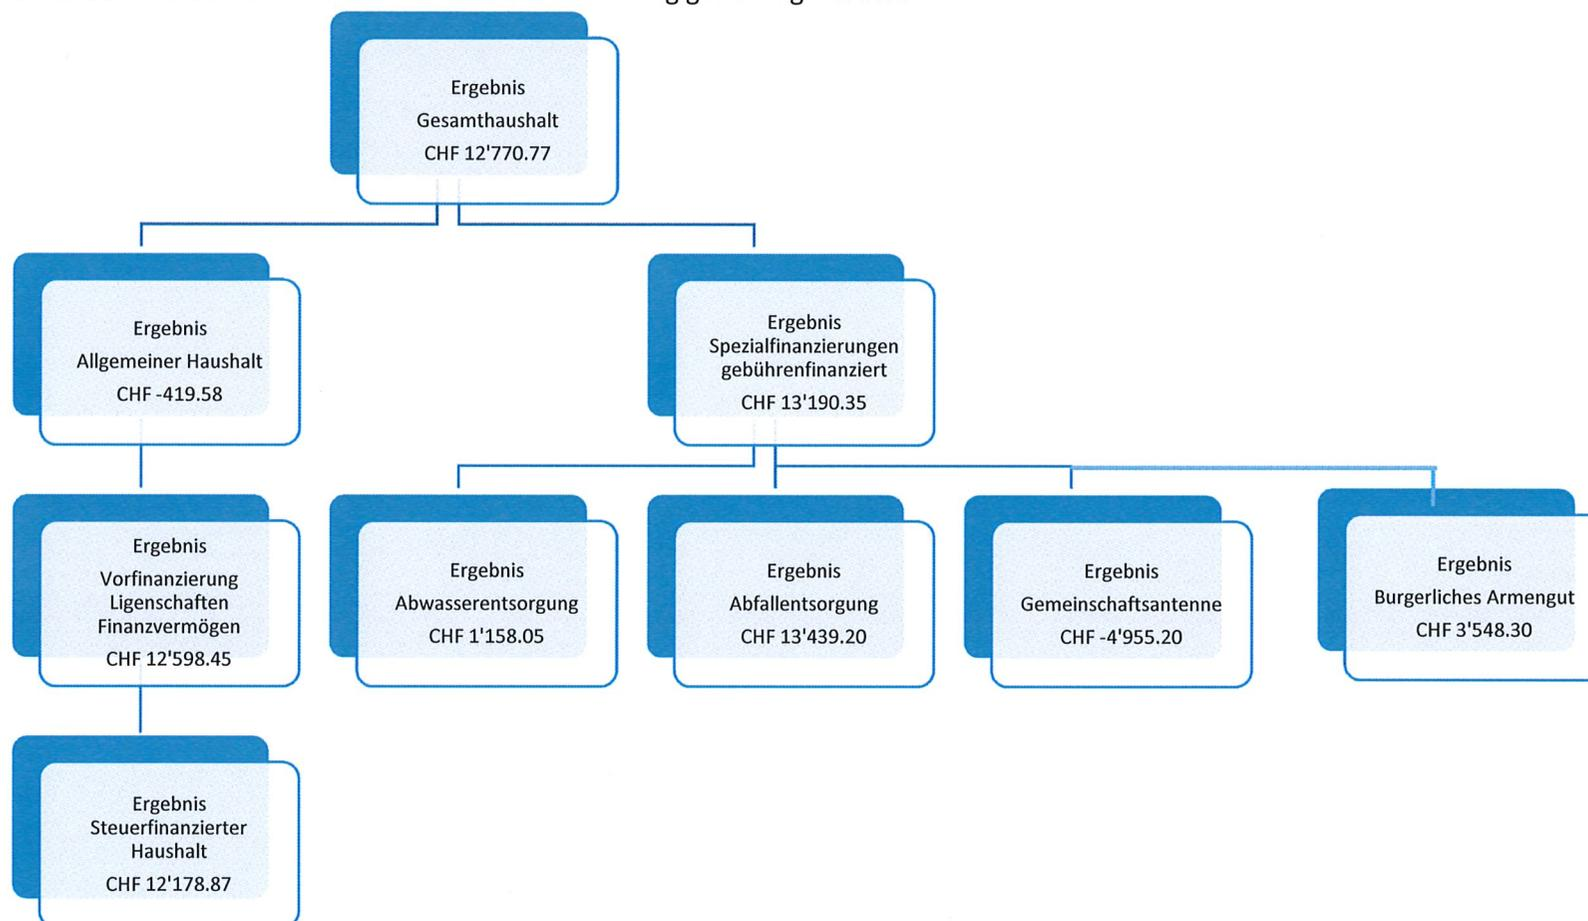 Ergebnis
Gesamthaushalt
CHF 12'770.77
Ergebnis
Allgemeiner Haushalt
CHF -419.58
Ergebnis
Spezialfinanzierungen
gebührenfinanziert
CHF 13'190.35
Ergebnis
Vorfinanzierung
Ligenschaften
Finanzvermögen
CHF 12'598.45
Ergebnis
Abwasserentsorgung
CHF 1'158.05
Ergebnis
Abfallentsorgung
CHF 13'439.20
Ergebnis
Gemeinschaftsantenne
CHF -4'955.20
Ergebnis
Burgerliches Armengut
CHF 3'548.30
Ergebnis
Steuerfinanzierter
Haushalt
CHF 12'178.87